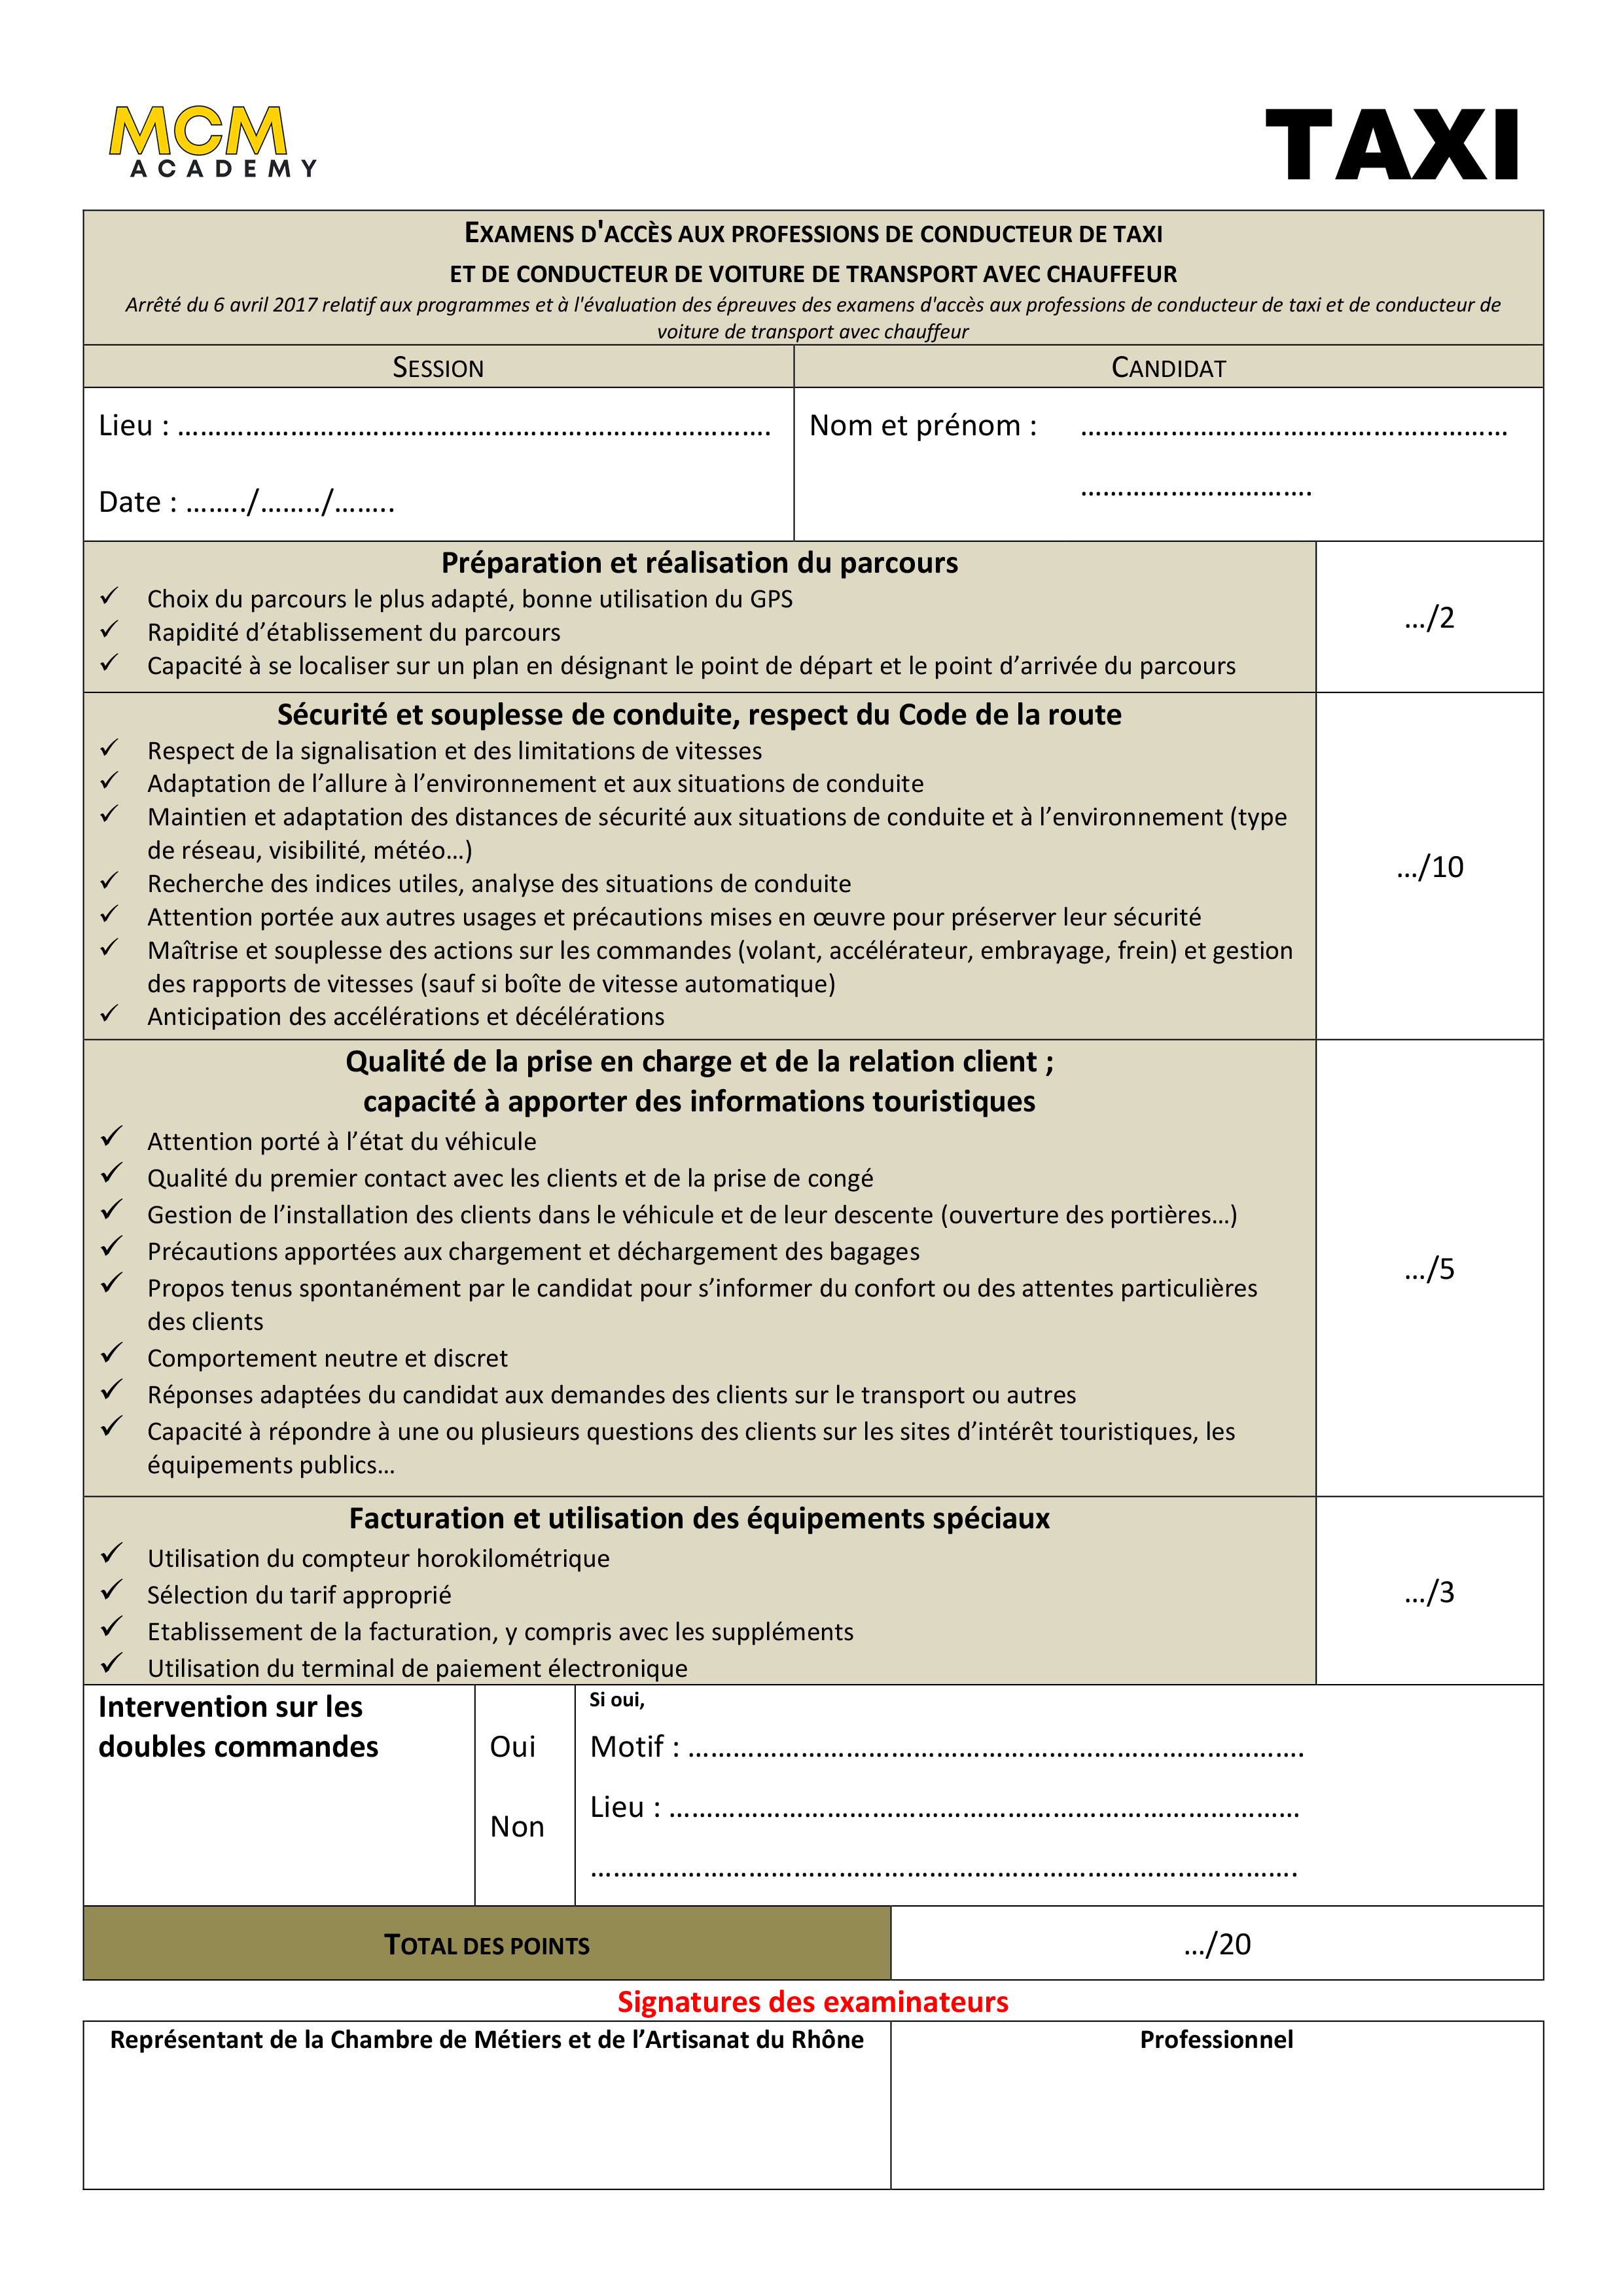 MCM
ACADEMY
TAXI
EXAMENS D'ACCÈS AUX PROFESSIONS DE CONDUCTEUR DE TAXI
ET DE CONDUCTEUR DE VOITURE DE TRANSPORT AVEC CHAUFFEUR
Arrêté du 6 avril 2017 relatif aux programmes et à l'évaluation des épreuves des examens d'accès aux professions de conducteur de taxi et de conducteur de
voiture de transport avec chauffeur
SESSION
CANDIDAT
Lieu : …………………………………………………………………….
Nom et prénom : …………………………………………………
………………………….
Date : ……../……../……..
Préparation et réalisation du parcours
✓ Choix du parcours le plus adapté, bonne utilisation du GPS
✓ Rapidité d’établissement du parcours
✓ Capacité à se localiser sur un plan en désignant le point de départ et le point d’arrivée du parcours
…/2
Sécurité et souplesse de conduite, respect du Code de la route
✓ Respect de la signalisation et des limitations de vitesses
✓ Adaptation de l’allure à l’environnement et aux situations de conduite
✓ Maintien et adaptation des distances de sécurité aux situations de conduite et à l’environnement (type
de réseau, visibilité, météo…)
✓ Recherche des indices utiles, analyse des situations de conduite
✓ Attention portée aux autres usages et précautions mises en œuvre pour préserver leur sécurité
✓ Maîtrise et souplesse des actions sur les commandes (volant, accélérateur, embrayage, frein) et gestion
des rapports de vitesses (sauf si boîte de vitesse automatique)
✓ Anticipation des accélérations et décélérations
…/10
Qualité de la prise en charge et de la relation client ;
capacité à apporter des informations touristiques
✓ Attention porté à l’état du véhicule
✓ Qualité du premier contact avec les clients et de la prise de congé
✓ Gestion de l’installation des clients dans le véhicule et de leur descente (ouverture des portières…)
✓ Précautions apportées aux chargement et déchargement des bagages
✓ Propos tenus spontanément par le candidat pour s’informer du confort ou des attentes particulières
des clients
✓ Comportement neutre et discret
✓ Réponses adaptées du candidat aux demandes des clients sur le transport ou autres
✓ Capacité à répondre à une ou plusieurs questions des clients sur les sites d’intérêt touristiques, les
équipements publics…
…/5
Facturation et utilisation des équipements spéciaux
✓ Utilisation du compteur horokilométrique
✓ Sélection du tarif approprié
✓ Etablissement de la facturation, y compris avec les suppléments
✓ Utilisation du terminal de paiement électronique
…/3
Intervention sur les
doubles commandes
Oui
Non
Si oui,
Motif : ……………………………………………………………………….
Lieu : …………………………………………………………………………
………………………………………………………………………………….
TOTAL DES POINTS
…/20
Signatures des examinateurs
Représentant de la Chambre de Métiers et de l’Artisanat du Rhône
Professionnel